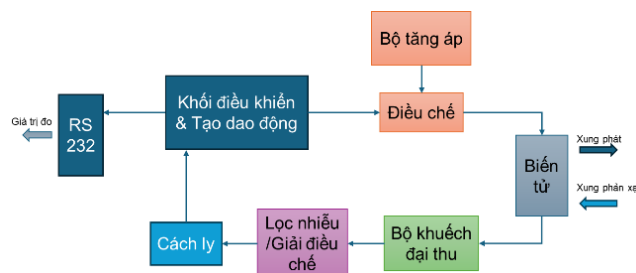 Bộ tăng áp
Khối điều khiển
& Tạo dao động
Điều chế
Giá trị đo
RS
232
Xung phát
Biến
tử
Xung phản xạ
Cách ly
Lọc nhiễu
/Giải điều
chế
Bộ khuếch
đại thu